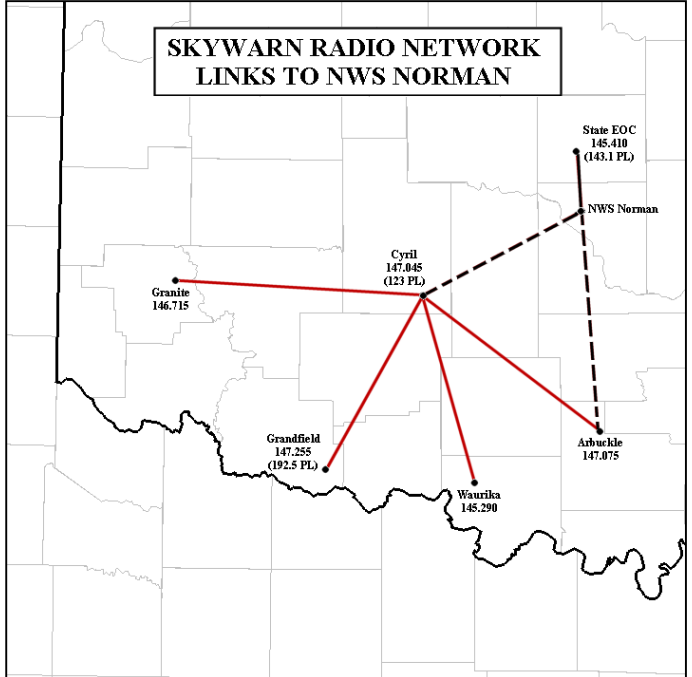 SKYWARN RADIO NETWORK
LINKS TO NWS NORMAN
State EOC
145.410
(143.1 PL)
NWS Norman
Cyril
147.045
(123 PL)
Granite
146.715
Grandfield
147.255
(192.5 PL)
Arbuckle
147.075
Waurika
145.290